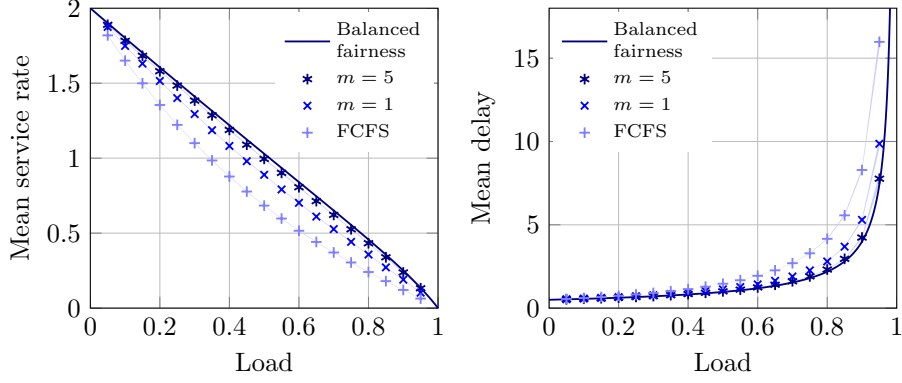 2
1.5
1
0.5
0
0
0.2
0.4
0.6
0.8
1
Load
Mean service rate
Balanced
fairness
m = 5
m = 1
FCFS
15
10
5
0
0
0.2
0.4
0.6
0.8
1
Load
Mean delay
Balanced
fairness
m = 5
m = 1
FCFS